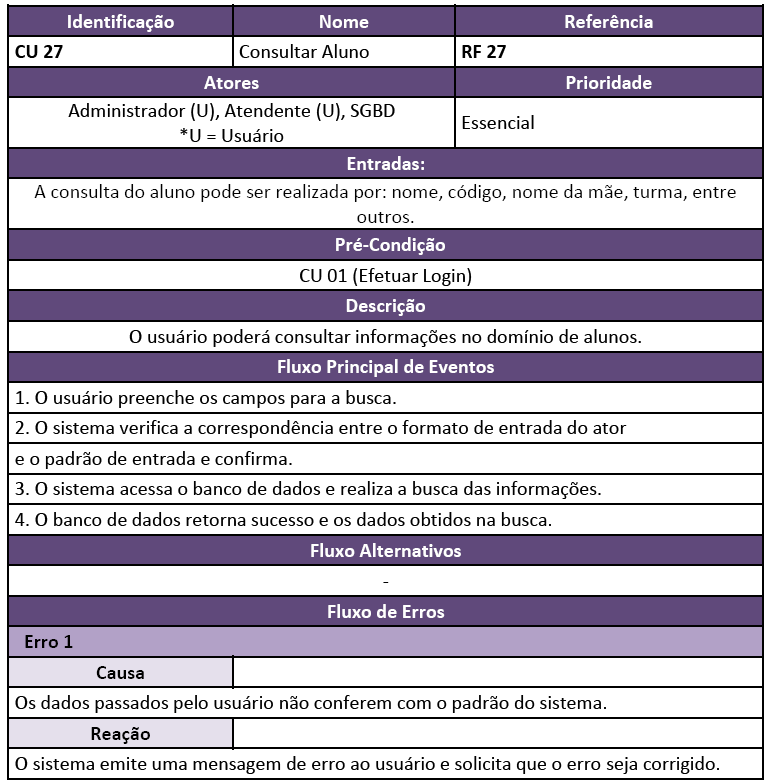 Identificação Nome Referência
CU 27 Consultar Aluno RF 27
Atores Prioridade
Administrador (U), Atendente (U), SGBD
*U = Usuário
Essencial
Entradas:
A consulta do aluno pode ser realizada por: nome, código, nome da mãe, turma, entre
outros.
Pré-Condição
CU 01 (Efetuar Login)
Descrição
O usuário poderá consultar informações no domínio de alunos.
Fluxo Principal de Eventos
1. O usuário preenche os campos para a busca.
2. O sistema verifica a correspondência entre o formato de entrada do ator
e o padrão de entrada e confirma.
3. O sistema acessa o banco de dados e realiza a busca das informações.
4. O banco de dados retorna sucesso e os dados obtidos na busca.
Fluxo Alternativos
-
Fluxo de Erros
Erro 1
Causa
Os dados passados pelo usuário não conferem com o padrão do sistema.
Reação
O sistema emite uma mensagem de erro ao usuário e solicita que o erro seja corrigido.